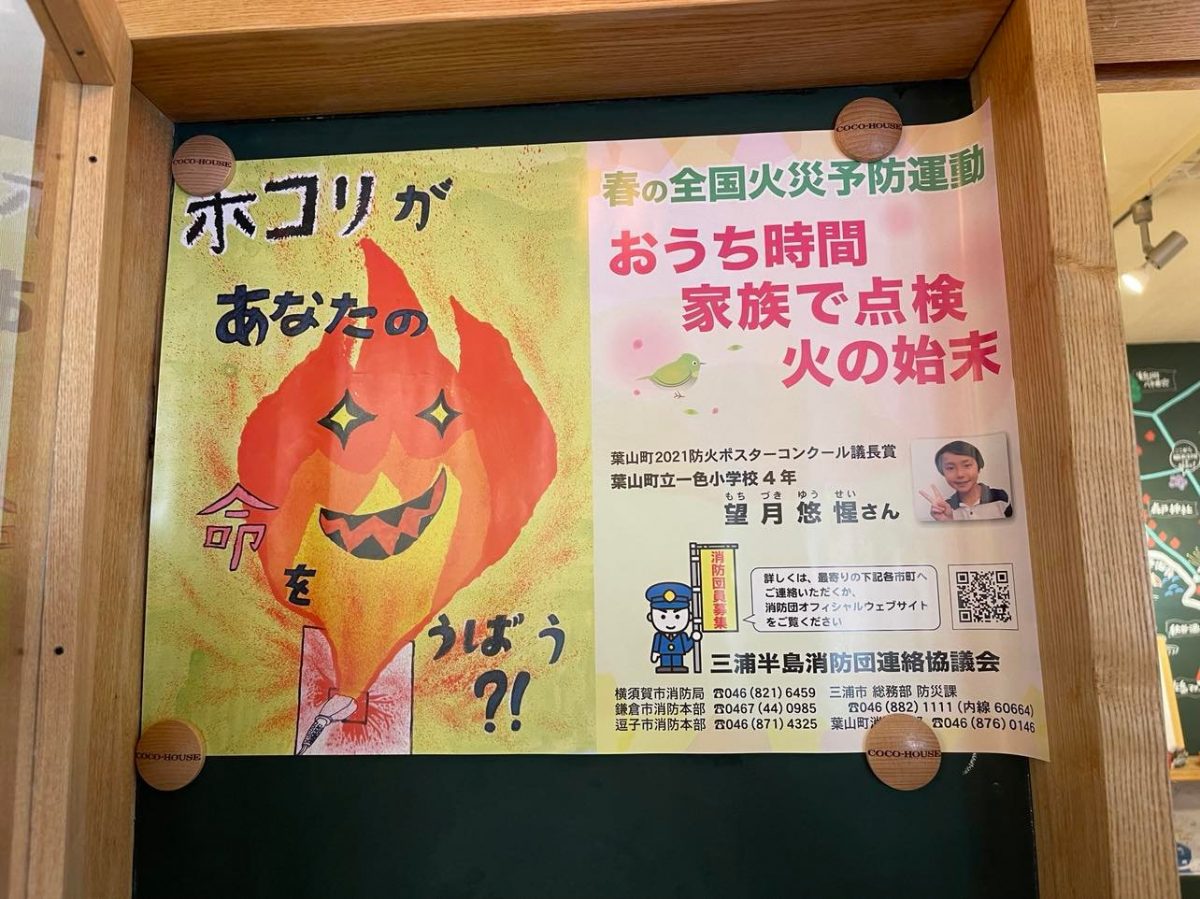 COCO-HOUSE
COCO-HOUSE
ホコリが
あなたの
命
を
うばう
?!
春の全国火災予防運動
おうち時間
家族で点検
火の始末
葉山町2021防火ポスターコンクール議長賞
葉山町立一色小学校4年
もち づき ゆう せい
望月悠惺さん
消防団員募集
詳しくは、最寄りの下記各市町へ
ご連絡いただくか、
消防団オフィシャルウェブサイト
をご覧ください
三浦半島消防団連絡協議会
横須賀市消防局 ☎046(821)6459 三浦市 総務部 防災課
鎌倉市消防本部 ☎0467(44)0985 ☎046(882)1111(内線 60664)
逗子市消防本部 ☎046(871)4325 葉山町消 ☎046(876)0146
COCO-HOUSE
COCO-HOUSE
森戸神社